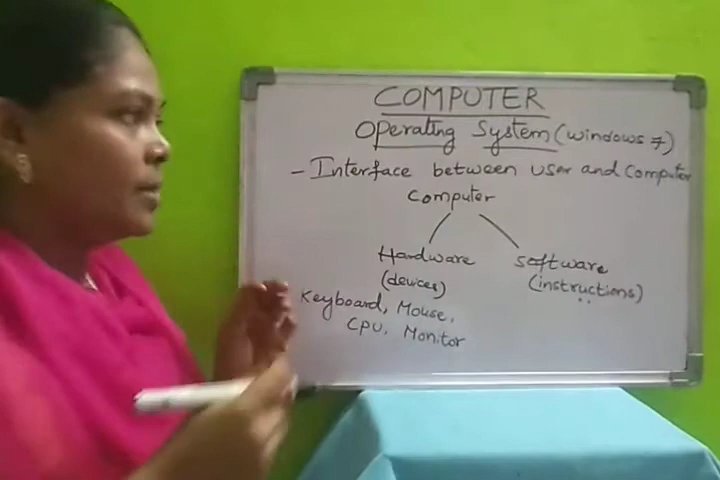 COMPUTER
Operating System (windows 7)
- Interface between user and Computer
Computer
Hardware Software
(devices) (instructions)
Keyboard, Mouse,
CPU, Monitor